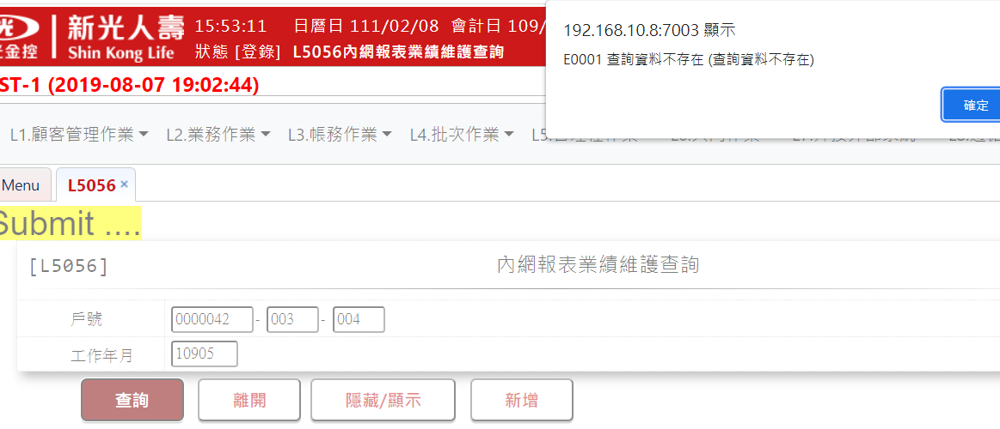 光
金控
新光人壽
Shin Kong Life
15:53:11 日曆日 111/02/08 會計日 109/
狀態 [登錄] L5056內網報表業績維護查詢
192.168.10.8:7003 顯示
E0001 查詢資料不存在 (查詢資料不存在)
確定
ST-1 (2019-08-07 19:02:44)
L1.顧客管理作業 L2.業務作業 L3.帳務作業 L4.批次作業
Menu L5056 ×
Submit ....
[L5056] 內網報表業績維護查詢
戶號 0000042 - 003 - 004
工作年月 10905
查詢 離開 隱藏/顯示 新增